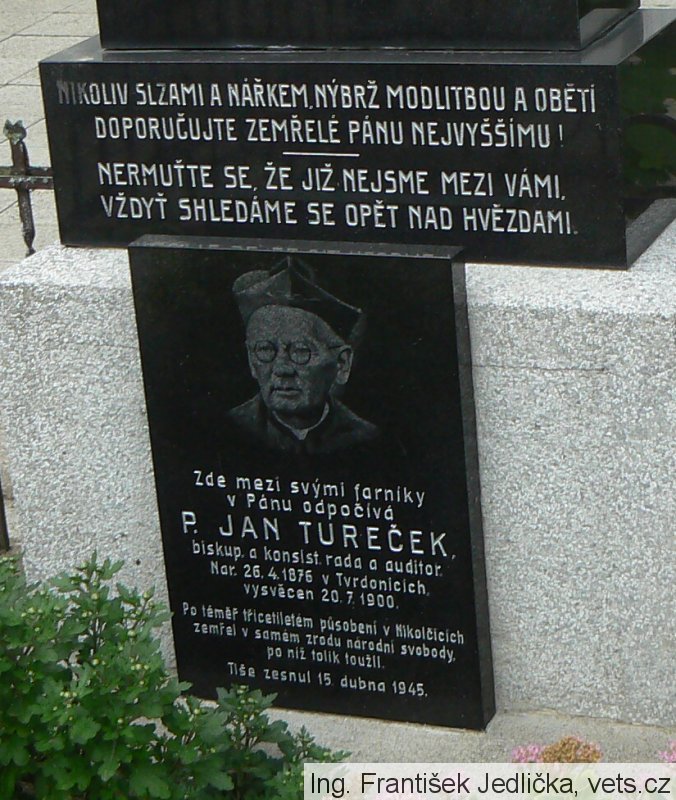 NIKOLIV SLZAMI A NÁŘKEM, NÝBRŽ MODLITBOU A OBĚTÍ
DOPORUČUJTE ZEMŘELÉ PÁNU NEJVYŠŠÍMU!
NERMUŤTE SE, ŽE JIŽ NEJSME MEZI VÁMI,
VŽDYŤ SHLEDÁME SE OPĚT NAD HVĚZDAMI.
Zde mezi svými farníky
v Pánu odpočívá
P. JAN TUREČEK,
biskup. a konsist. rada a auditor.
Nar. 26.4.1876 v Tvrdonicích,
vysvěcen 20.7.1900.
Po téměř třicetiletém působení v Nikolčicích
zemřel v samém zrodu národní svobody,
po níž tolik toužil.
Tiše zesnul 15. dubna 1945.
Ing. František Jedlička, vets.cz